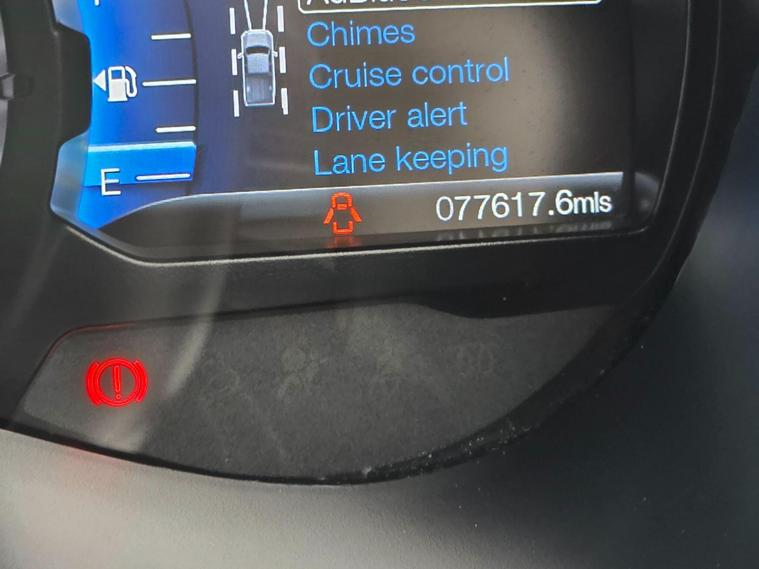 Chimes
Cruise control
Driver alert
Lane keeping
E
077617.6mls